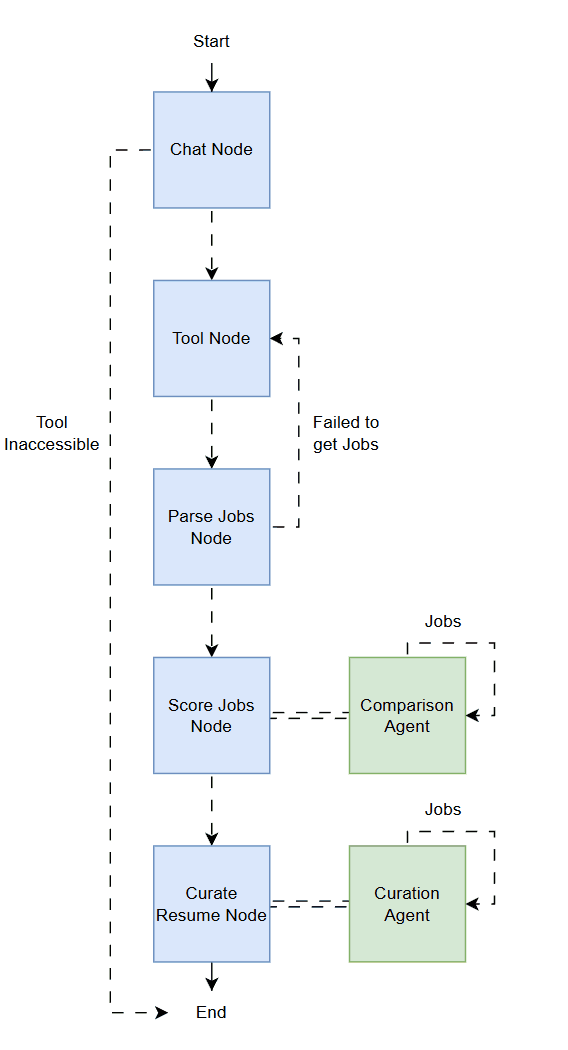 Start
Chat Node
Tool Node
Tool
Inaccessible
Failed to
get Jobs
Parse Jobs
Node
Jobs
Score Jobs
Node
Comparison
Agent
Jobs
Curate
Resume Node
Curation
Agent
End